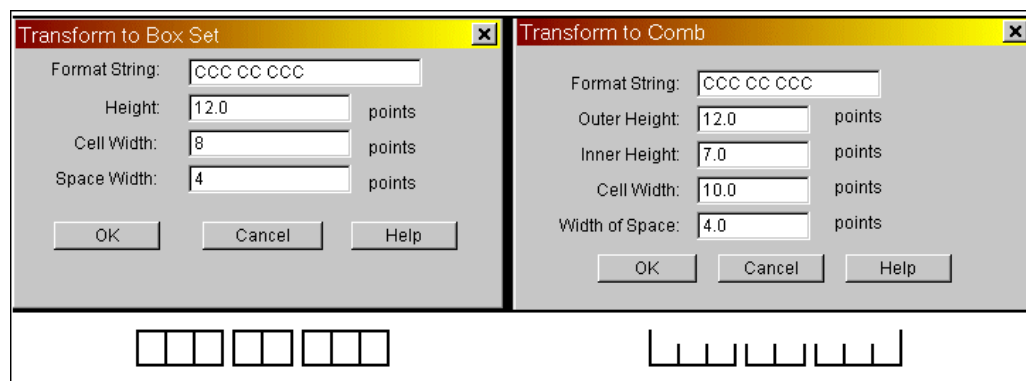 Transform to Box Set
Format String: CCC CC CCC
Height: 12.0 points
Cell Width: 8 points
Space Width: 4 points
OK Cancel Help
Transform to Comb
Format String: CCC CC CCC
Outer Height: 12.0 points
Inner Height: 7.0 points
Cell Width: 10.0 points
Width of Space: 4.0 points
OK Cancel Help